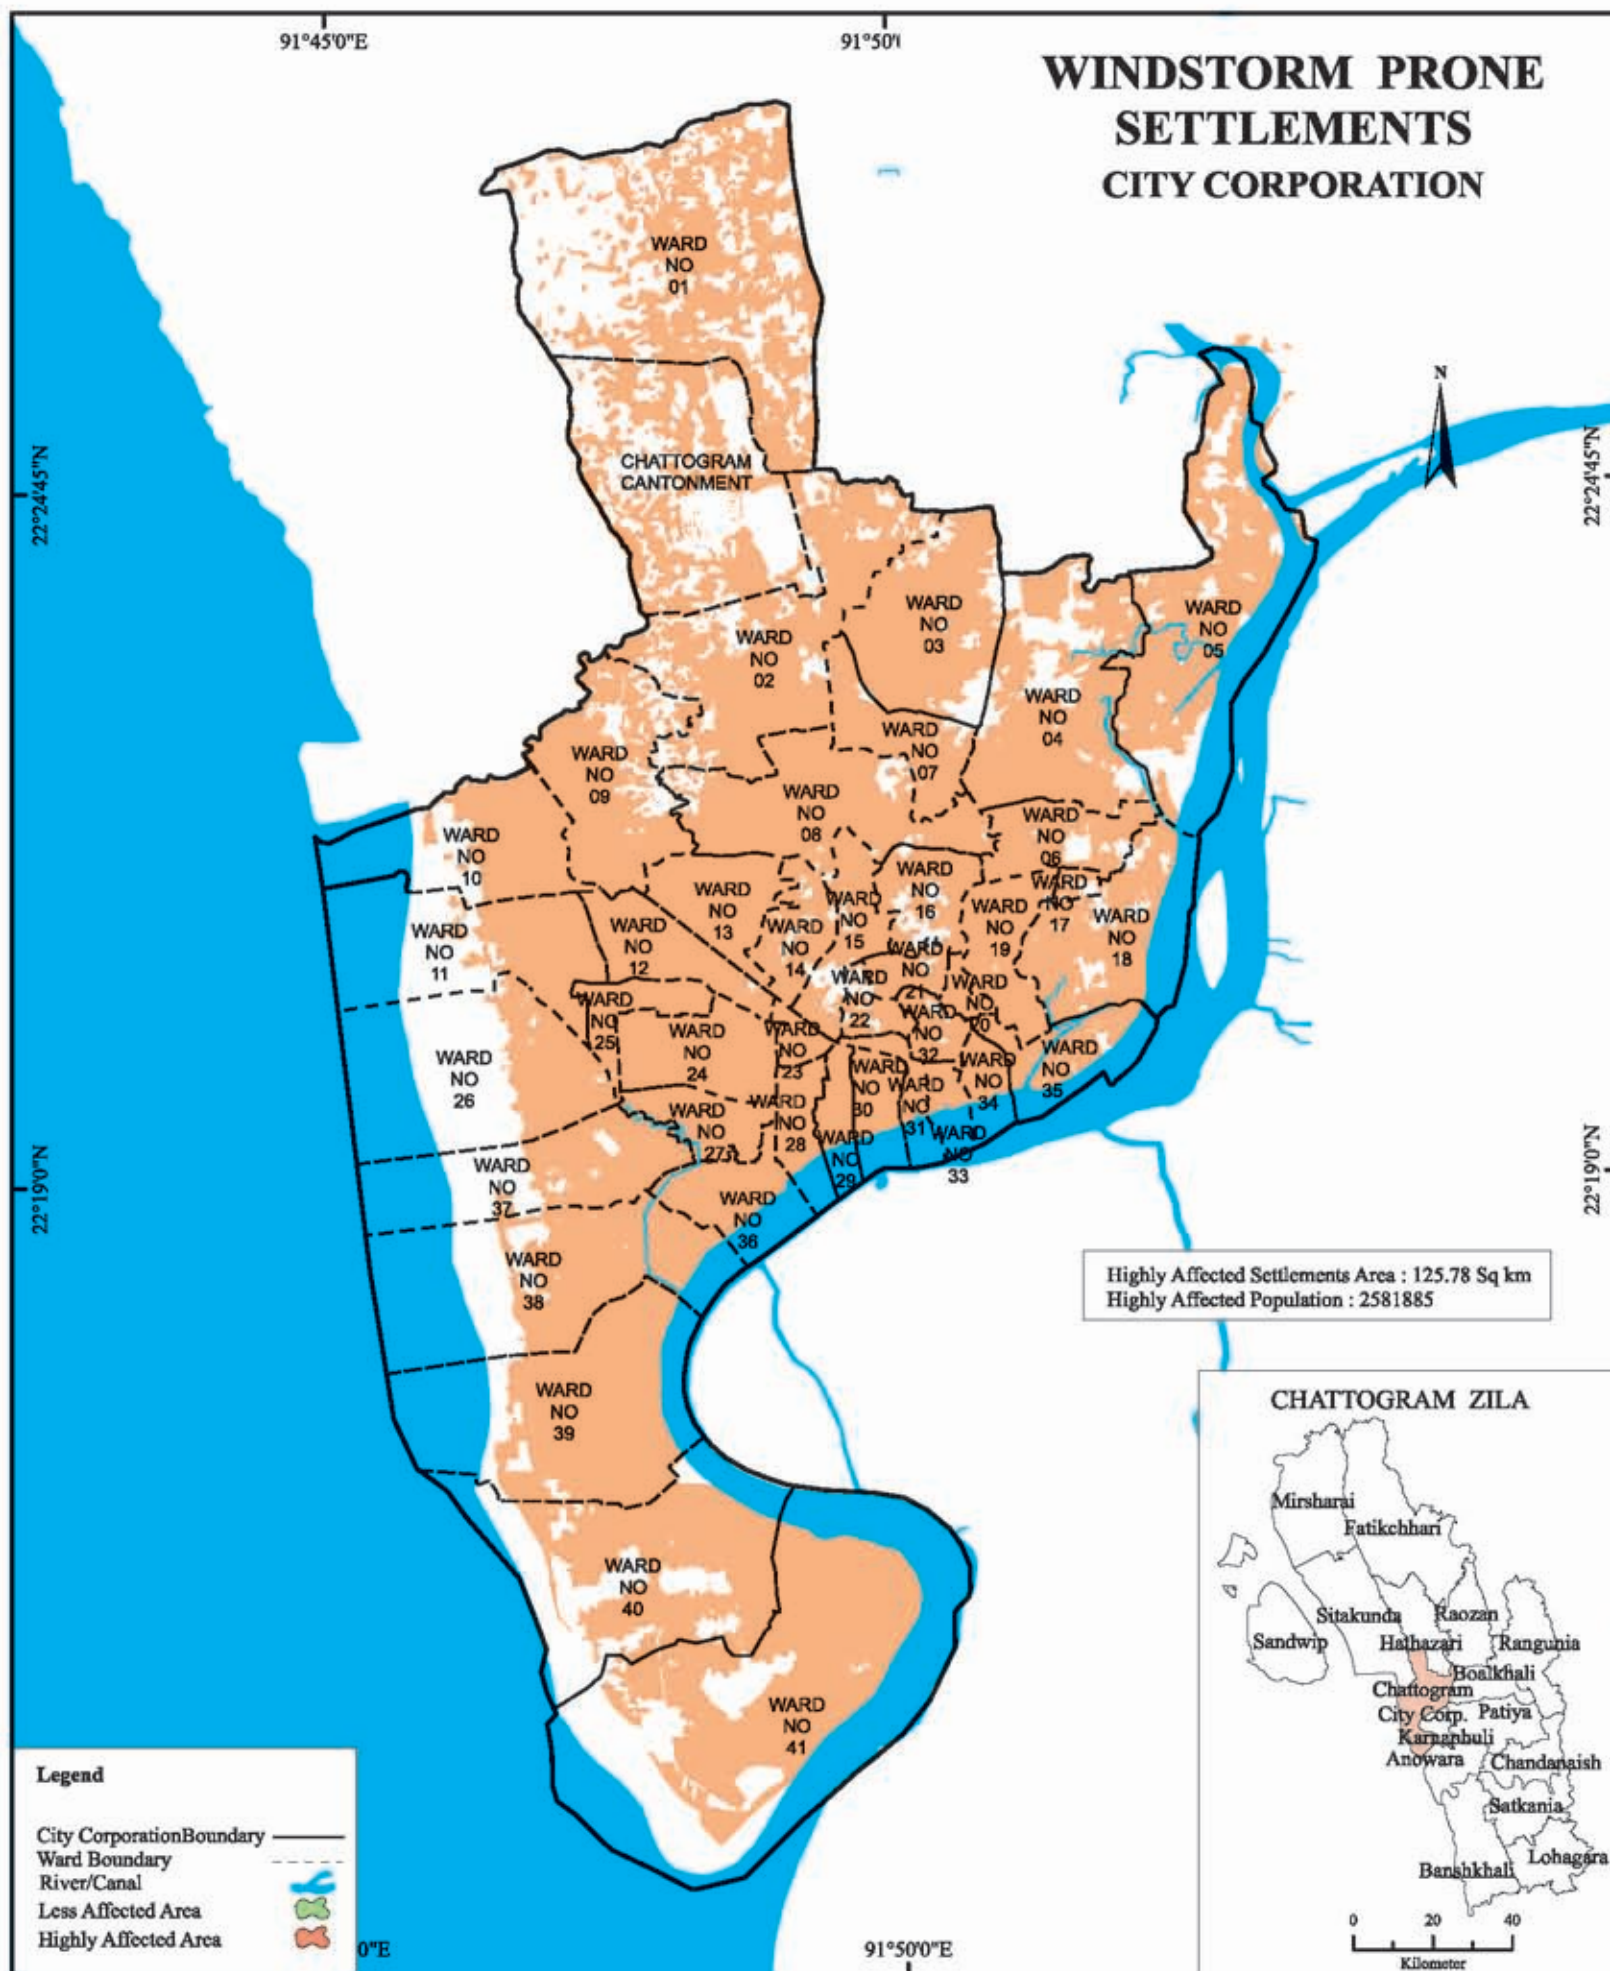 91°45'0"E
91°50'
WINDSTORM PRONE
SETTLEMENTS
CITY CORPORATION
WARD
NO
01
N
22°24'45"N
22°24'45"N
CHATTOGRAM
CANTONMENT
WARD
NO
02
WARD
NO
03
WARD
NO
05
WARD
NO
04
WARD
NO
07
WARD
NO
09
WARD
NO
08
WARD
NO
06
WARD
NO
10
WARD
NO
13
WARD
NO
16
WARD
NO
17
WARD
NO
15
WARD
NO
19
WARD
NO
18
WARD
NO
11
WARD
NO
12
WARD
NO
14
WARD
NO
21
WARD
NO
22
WARD
NO
20
WARD
NO
25
WARD
NO
32
WARD
NO
24
WARD
NO
23
WARD
NO
26
WARD
NO
30
WARD
NO
34
WARD
NO
35
WARD
NO
31
WARD
NO
27
WARD
NO
28
WARD
NO
29
WARD
NO
33
22°19'0"N
22°19'0"N
WARD
NO
37
WARD
NO
36
WARD
NO
38
Highly Affected Settlements Area : 125.78 Sq km
Highly Affected Population : 2581885
WARD
NO
39
WARD
NO
40
WARD
NO
41
CHATTOGRAM ZILA
Mirsharai
Fatikchhari
Sitakunda
Raozan
Sandwip
Hathazari
Rangunia
Boalkhali
Chattogram
City Corp.
Patiya
Karnaphuli
Anowara
Chandanaish
Satkania
Lohagara
Banshkhali
0 20 40
Kilometer
Legend
City CorporationBoundary
Ward Boundary
River/Canal
Less Affected Area
Highly Affected Area
0"E
91°50'0"E